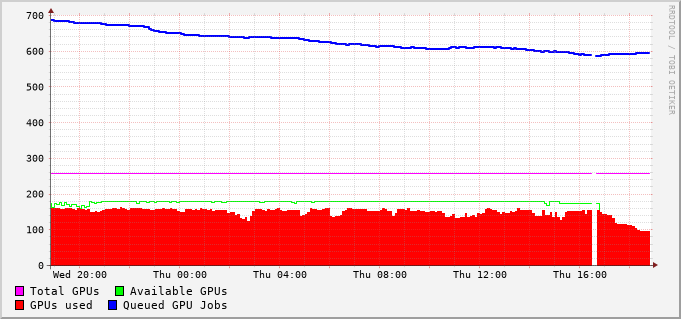 700
600
500
400
300
200
100
0
Wed 20:00 Thu 00:00 Thu 04:00 Thu 08:00 Thu 12:00 Thu 16:00
Total GPUs Available GPUs
GPUs used Queued GPU Jobs
RRDTOOL / TOBI OETIKER